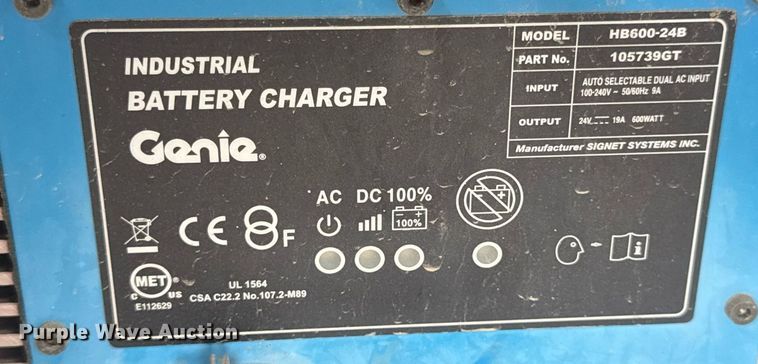 INDUSTRIAL
BATTERY CHARGER
Genie®
MODEL HB600-24B
PART No. 105739GT
INPUT AUTO SELECTABLE DUAL AC INPUT
100-240V ~ 50/60Hz 9A
OUTPUT 24V 19A 600WATT
Manufacturer SIGNET SYSTEMS INC.
AC DC 100%
100%
CE F
MET®
C US
E112629
UL 1564
CSA C22.2 No.107.2-M89
Purple Wave Auction